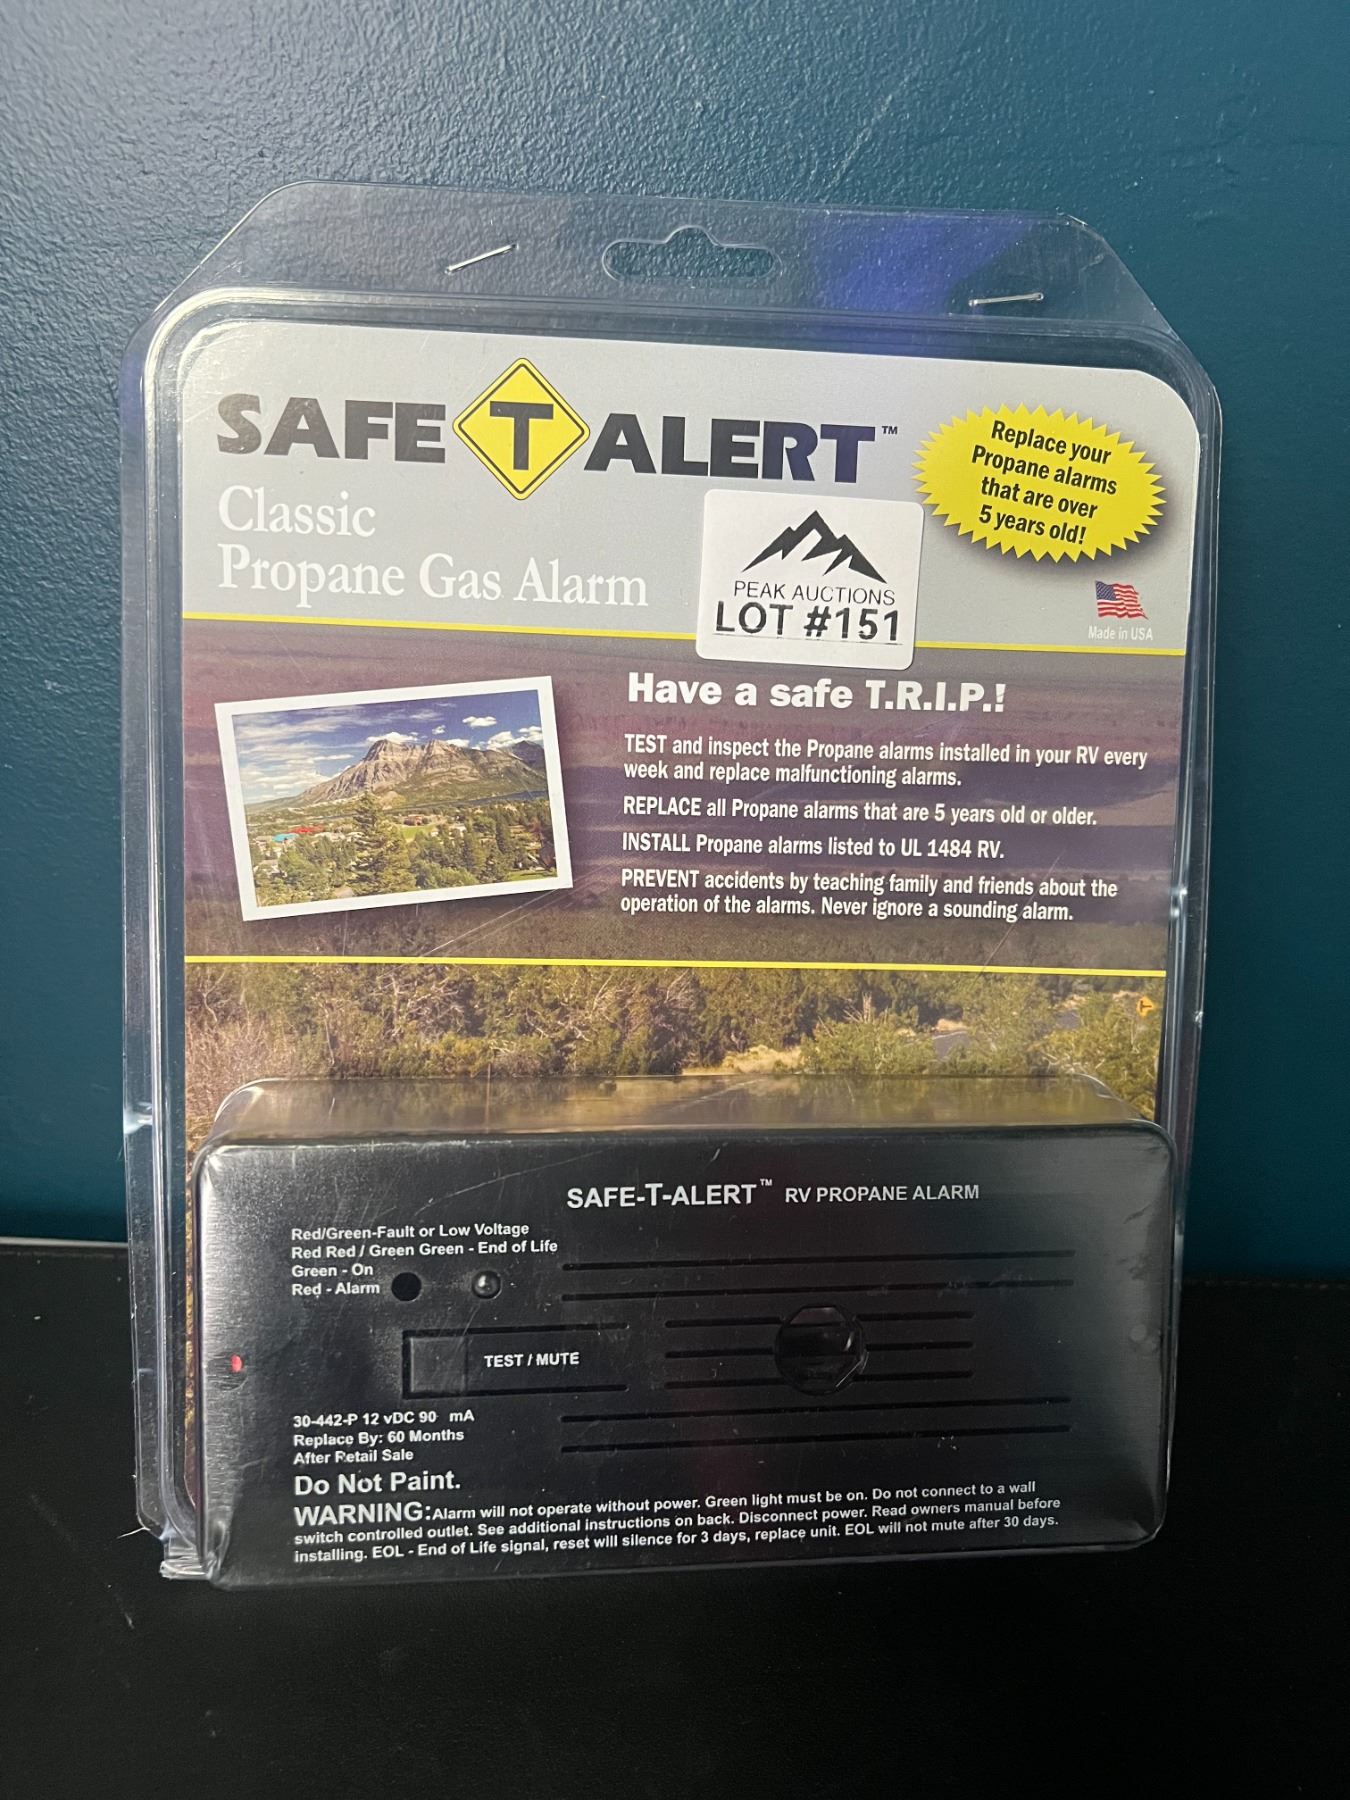 SAFE T ALERT™
Classic
Propane Gas Alarm
Replace your
Propane alarms
that are over
5 years old!
PEAK AUCTIONS
LOT #151
Made in USA
Have a safe T.R.I.P.!
TEST and inspect the Propane alarms installed in your RV every
week and replace malfunctioning alarms.
REPLACE all Propane alarms that are 5 years old or older.
INSTALL Propane alarms listed to UL 1484 RV.
PREVENT accidents by teaching family and friends about the
operation of the alarms. Never ignore a sounding alarm.
SAFE-T-ALERT™ RV PROPANE ALARM
Red/Green-Fault or Low Voltage
Red Red / Green Green - End of Life
Green - On
Red - Alarm
TEST / MUTE
30-442-P 12 vDC 90 mA
Replace By: 60 Months
After Retail Sale
Do Not Paint.
WARNING:Alarm will not operate without power. Green light must be on. Do not connect to a wall
switch controlled outlet. See additional instructions on back. Disconnect power. Read owners manual before
installing. EOL - End of Life signal, reset will silence for 3 days, replace unit. EOL will not mute after 30 days.